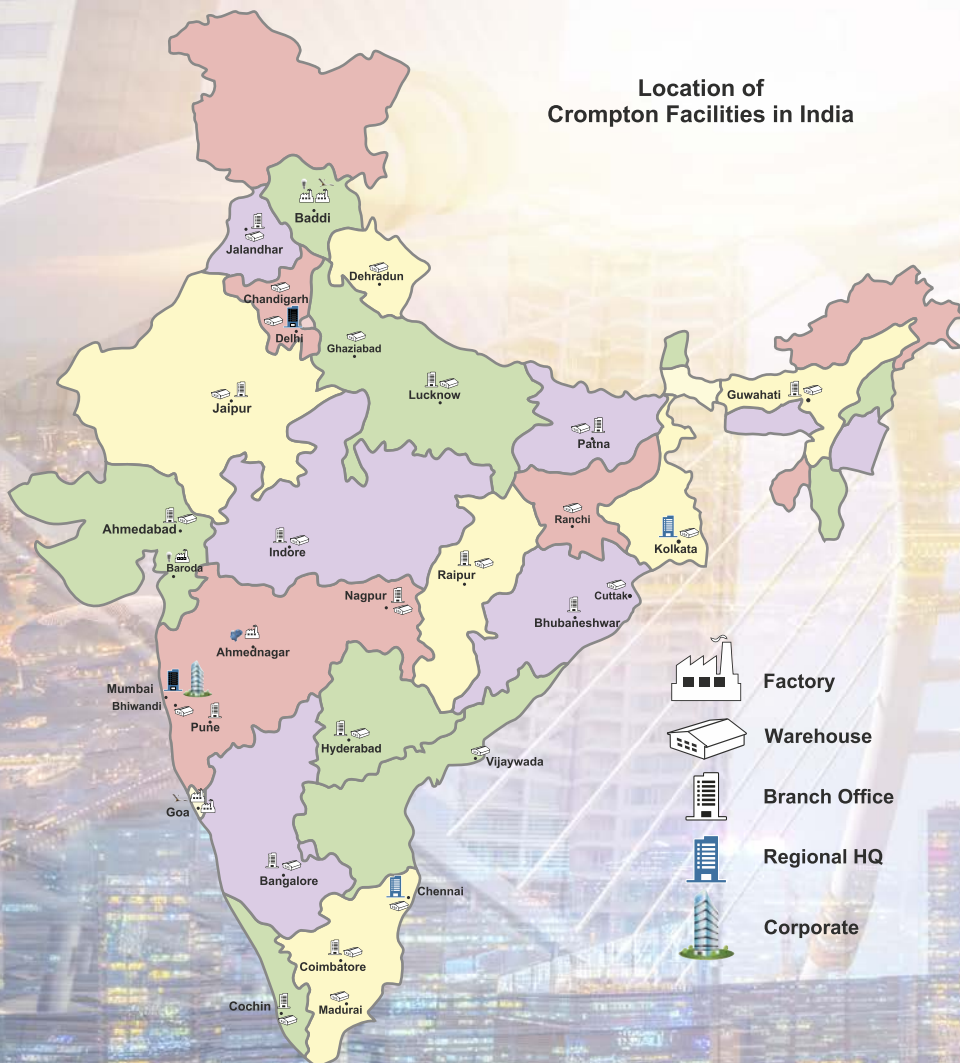 Location of
Crompton Facilities in India
Baddi
Jalandhar
Dehradun
Chandigarh
Delhi
Ghaziabad
Lucknow
Jaipur
Guwahati
Patna
Ahmedabad
Ranchi
Kolkata
Indore
Baroda
Raipur
Nagpur
Cuttak
Bhubaneshwar
Ahmednagar
Mumbai
Bhiwandi
Pune
Hyderabad
Vijaywada
Goa
Bangalore
Chennai
Coimbatore
Cochin
Madurai
Factory
Warehouse
Branch Office
Regional HQ
Corporate